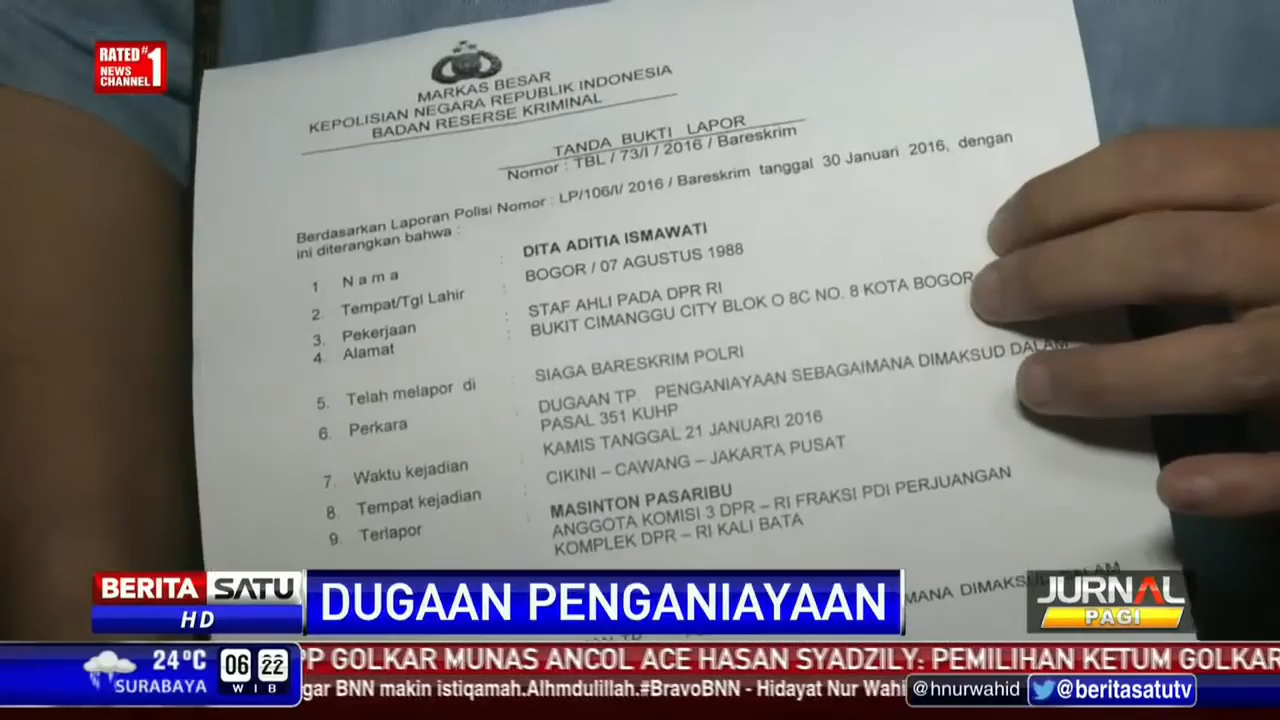 RATED #1
NEWS
CHANNEL
MARKAS BESAR
KEPOLISIAN NEGARA REPUBLIK INDONESIA
BADAN RESERSE KRIMINAL
TANDA BUKTI LAPOR
Nomor : TBL / 73/I / 2016 / Bareskrim
Berdasarkan Laporan Polisi Nomor : LP/106/I/ 2016 / Bareskrim tanggal 30 Januari 2016, dengan
ini diterangkan bahwa :
1 Nama : DITA ADITIA ISMAWATI
2. Tempat/Tgl Lahir : BOGOR / 07 AGUSTUS 1988
3. Pekerjaan : STAF AHLI PADA DPR RI
4. Alamat : BUKIT CIMANGGU CITY BLOK O 8C NO. 8 KOTA BOGOR
5. Telah melapor di : SIAGA BARESKRIM POLRI
6. Perkara : DUGAAN TP. PENGANIAYAAN SEBAGAIMANA DIMAKSUD DALAM
PASAL 351 KUHP
7. Waktu kejadian : KAMIS TANGGAL 21 JANUARI 2016
8. Tempat kejadian : CIKINI – CAWANG – JAKARTA PUSAT
9. Terlapor : MASINTON PASARIBU
ANGGOTA KOMISI 3 DPR – RI FRAKSI PDI PERJUANGAN
KOMPLEK DPR – RI KALI BATA
MANA DIMAKSUD DALAM
BERITA SATU
HD
DUGAAN PENGANIAYAAN
JURNAL
PAGI
24°C
SURABAYA
06 22
WIB
PP GOLKAR MUNAS ANCOL ACE HASAN SYADZILY: PEMILIHAN KETUM GOLKAR
gar BNN makin istiqamah.Alhmdulillah.#BravoBNN - Hidayat Nur Wahi
@hnurwahid
@beritasatutv